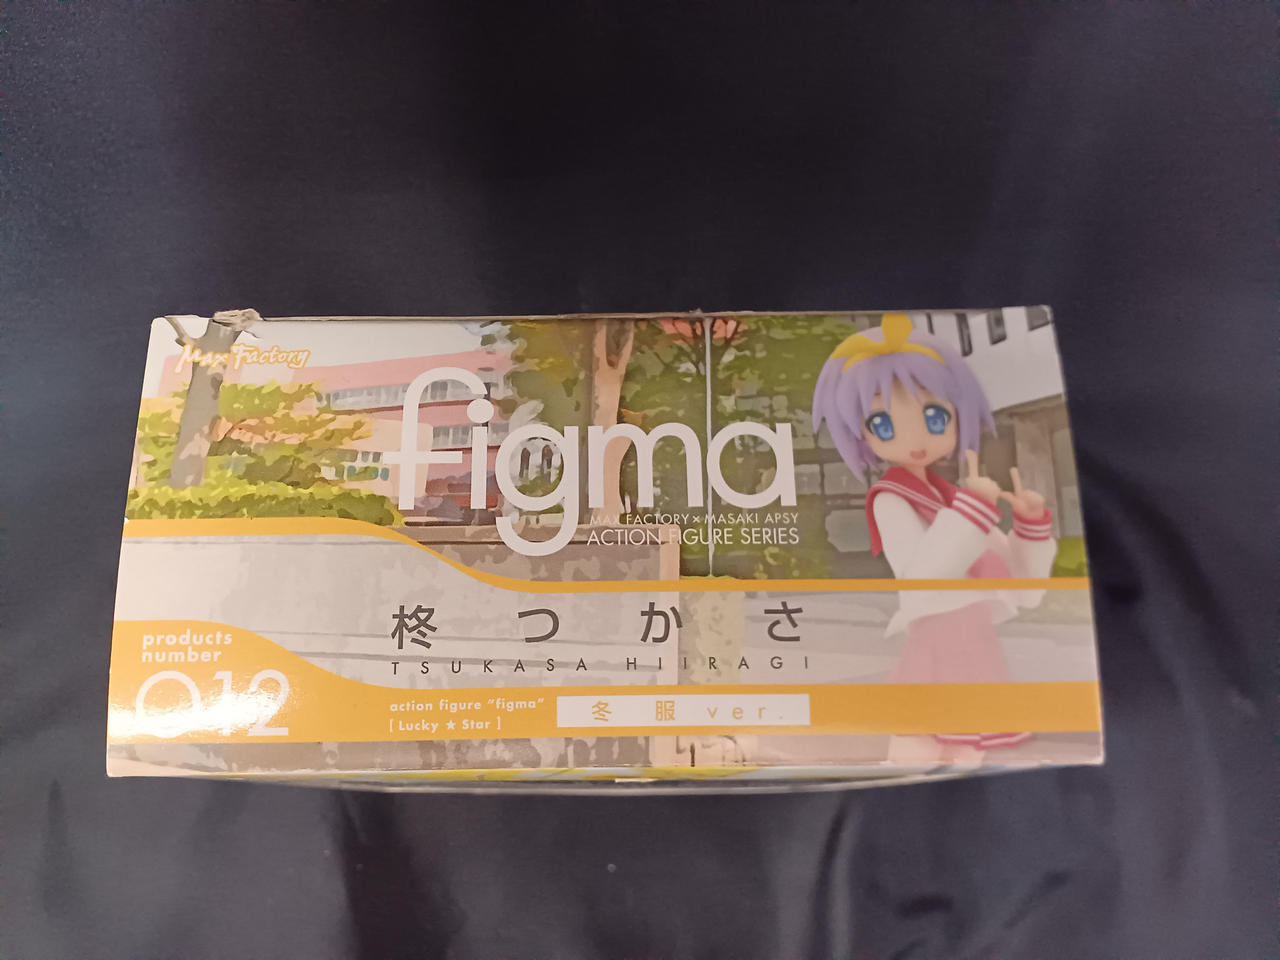 Max Factory
figma
MAX FACTORY × MASAKI APSY
ACTION FIGURE SERIES
柊つかさ
TSUKASA HIIRAGI
products
number
012
action figure "figma"
[ Lucky ★ Star ]
冬服 ver.